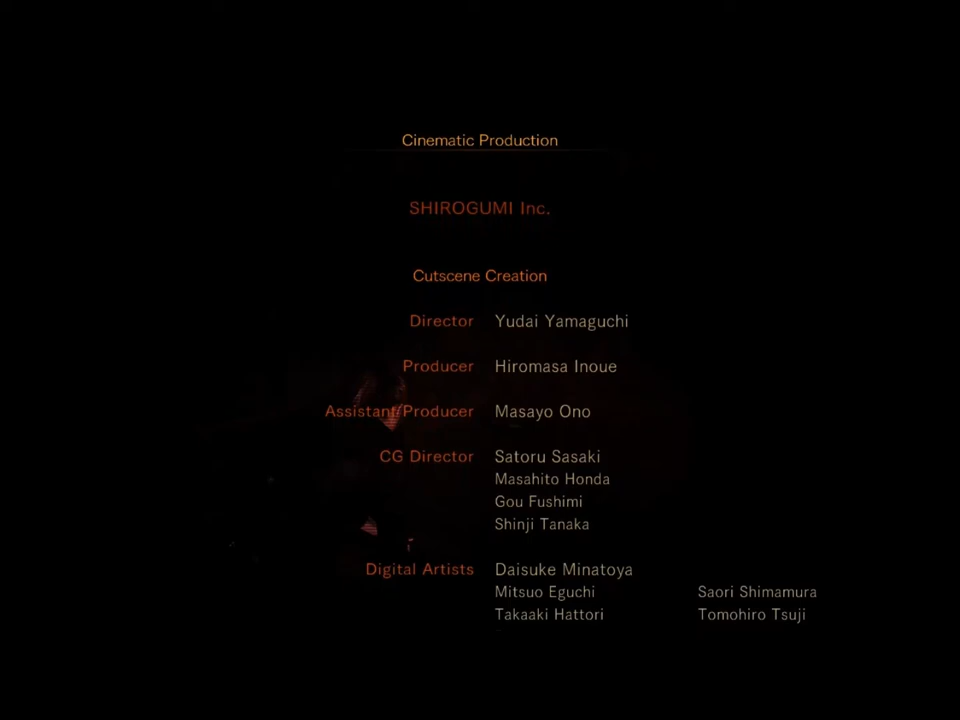 Cinematic Production
SHIROGUMI Inc.
Cutscene Creation
Director Yudai Yamaguchi
Producer Hiromasa Inoue
Assistant/Producer Masayo Ono
CG Director Satoru Sasaki
Masahito Honda
Gou Fushimi
Shinji Tanaka
Digital Artists Daisuke Minatoya
Mitsuo Eguchi Saori Shimamura
Takaaki Hattori Tomohiro Tsuji